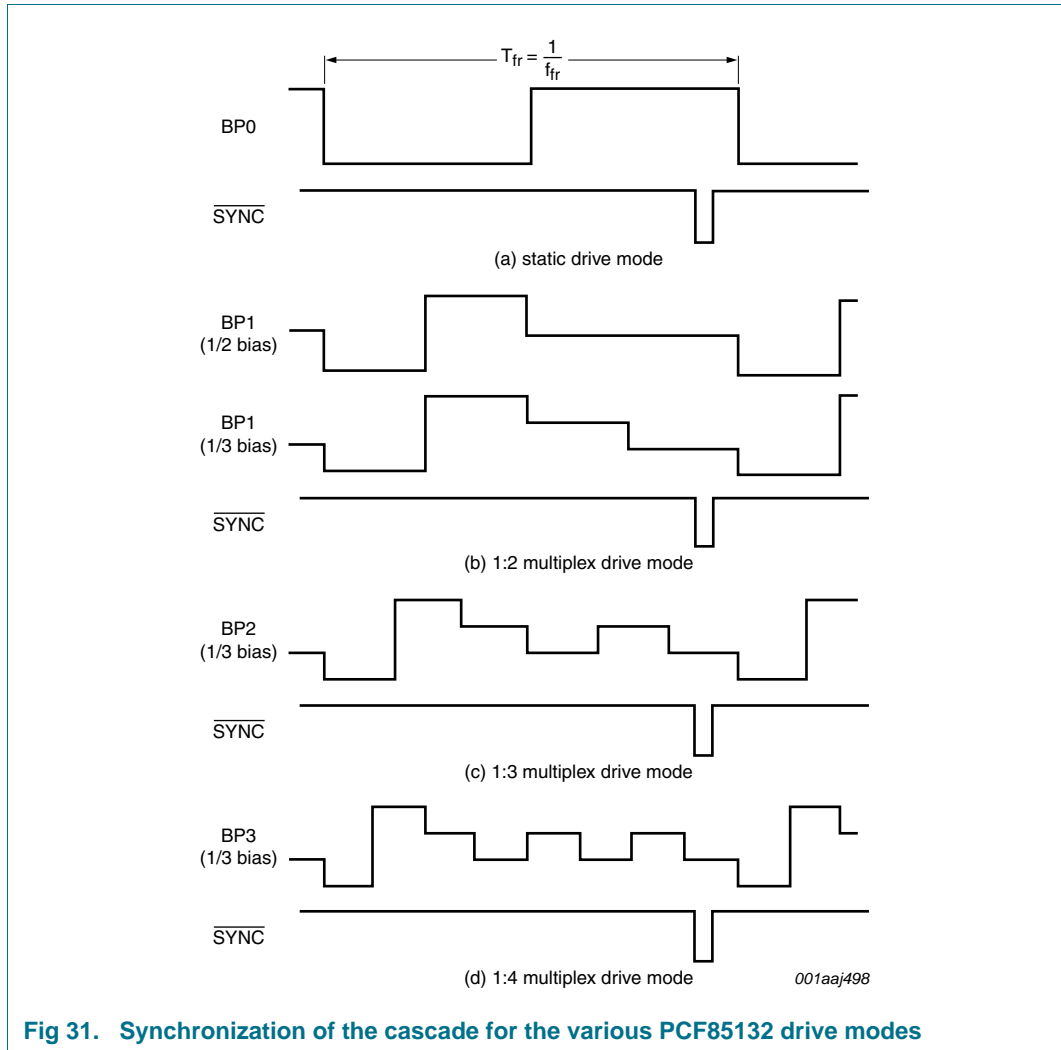 Tfr = 1
ffr
BP0
SYNC
(a) static drive mode
BP1
(1/2 bias)
BP1
(1/3 bias)
SYNC
(b) 1:2 multiplex drive mode
BP2
(1/3 bias)
SYNC
(c) 1:3 multiplex drive mode
BP3
(1/3 bias)
SYNC
(d) 1:4 multiplex drive mode
001aaj498
Fig 31. Synchronization of the cascade for the various PCF85132 drive modes